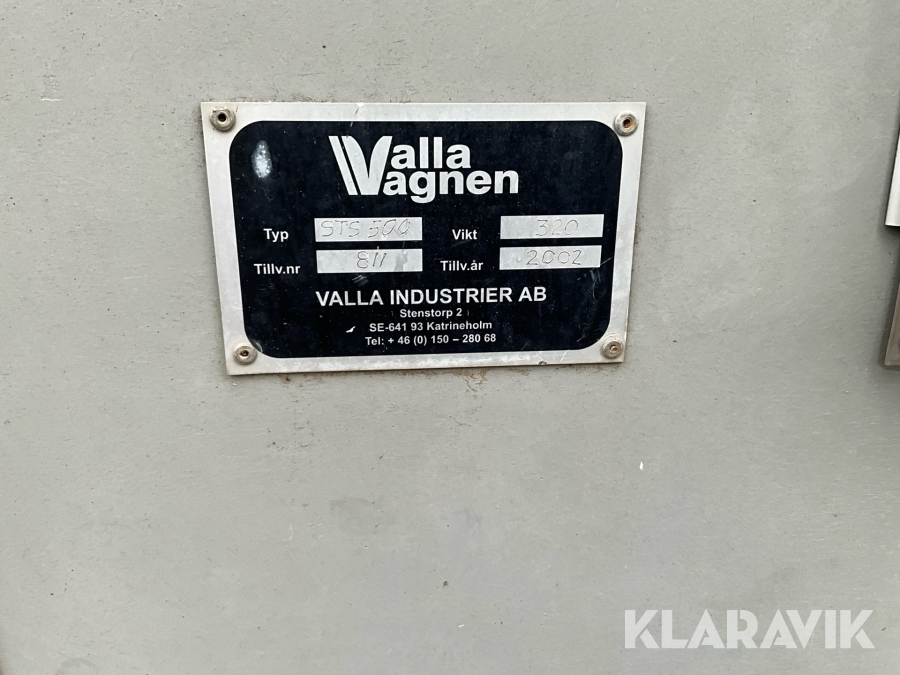 Valla
Vagnen
Typ STS 500 Vikt 320
Tillv.nr 811 Tillv.år 2002
VALLA INDUSTRIER AB
Stenstorp 2
SE-641 93 Katrineholm
Tel: + 46 (0) 150 – 280 68
KLARAVIK